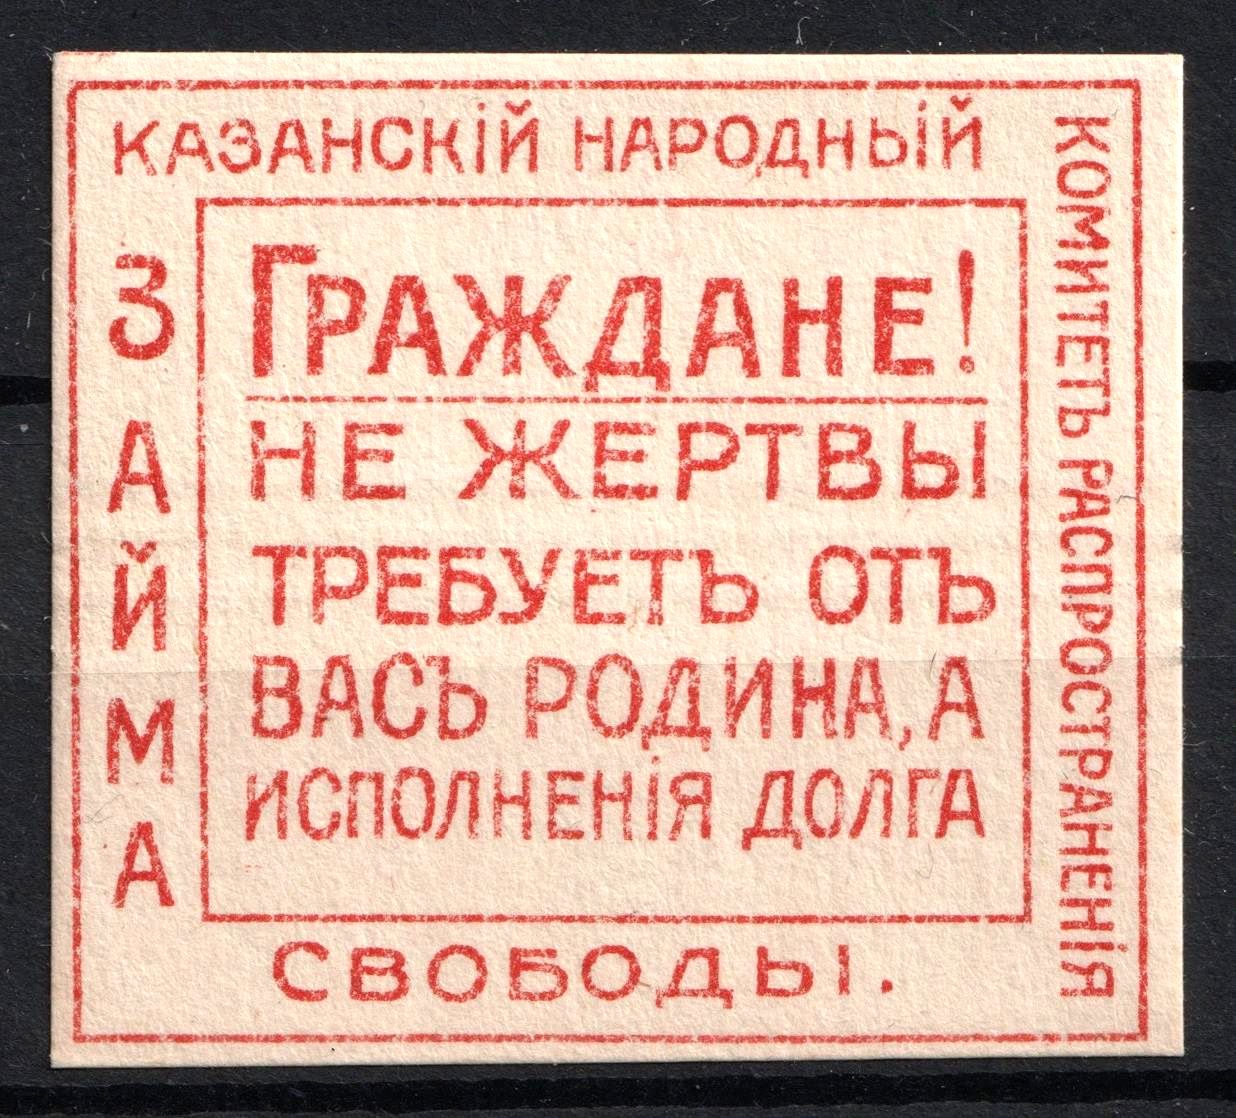 КАЗАНСКІЙ НАРОДНЫЙ
КОМИТЕТЪ РАСПРОСТРАНЕНІЯ
ЗАЙМА
СВОБОДЫ.
ГРАЖДАНЕ!
НЕ ЖЕРТВЫ
ТРЕБУЕТЪ ОТЪ
ВАСЪ РОДИНА, А
ИСПОЛНЕНІЯ ДОЛГА